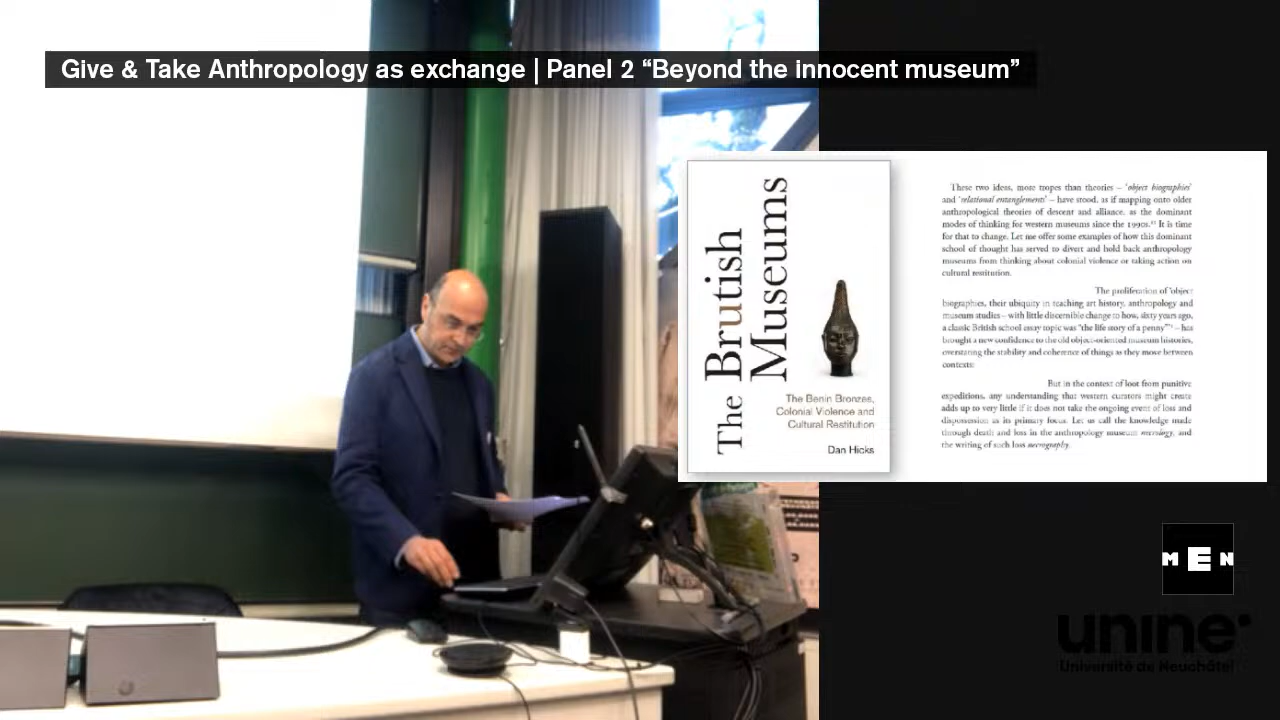 Give & Take Anthropology as exchange | Panel 2 “Beyond the innocent museum”
The Brutish
Museums
The Benin Bronzes,
Colonial Violence and
Cultural Restitution
Dan Hicks
These two ideas, more tropes than theories – ‘object biographies’
and ‘relational entanglements’ – have stood, as if mapping onto older
anthropological theories of descent and alliance, as the dominant
modes of thinking for western museums since the 1990s. It is time
for that to change. Let me offer some examples of how this dominant
school of thought has served to divert and hold back anthropology
museums from thinking about colonial violence or taking action on
cultural restitution.
The proliferation of ‘object
biographies, their ubiquity in teaching art history, anthropology and
museum studies – with little discernible change to how, sixty years ago,
a classic British school essay topic was “the life story of a penny” – has
brought a new confidence to the old object-oriented museum histories,
overstating the stability and coherence of things as they move between
contexts:
But in the context of loot from punitive
expeditions, any understanding that western curators might create
adds up to very little if it does not take the ongoing event of loss and
dispossession as its primary focus. Let us call the knowledge made
through death and loss in the anthropology museum necrology, and
the writing of such loss necrography.
MEN
unine
Université de Neuchâtel